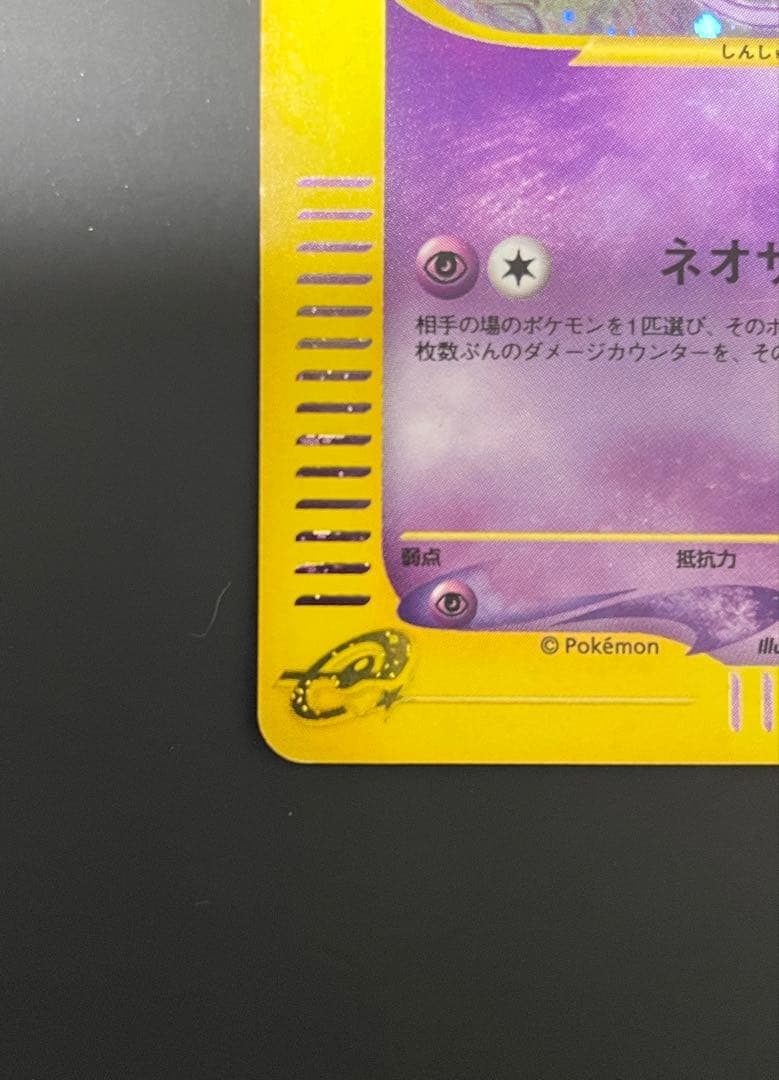 しんし
ネオサ
相手の場のポケモンを1匹選び、そのポ
枚数ぶんのダメージカウンターを、その
弱点 抵抗力
© Pokémon Illu